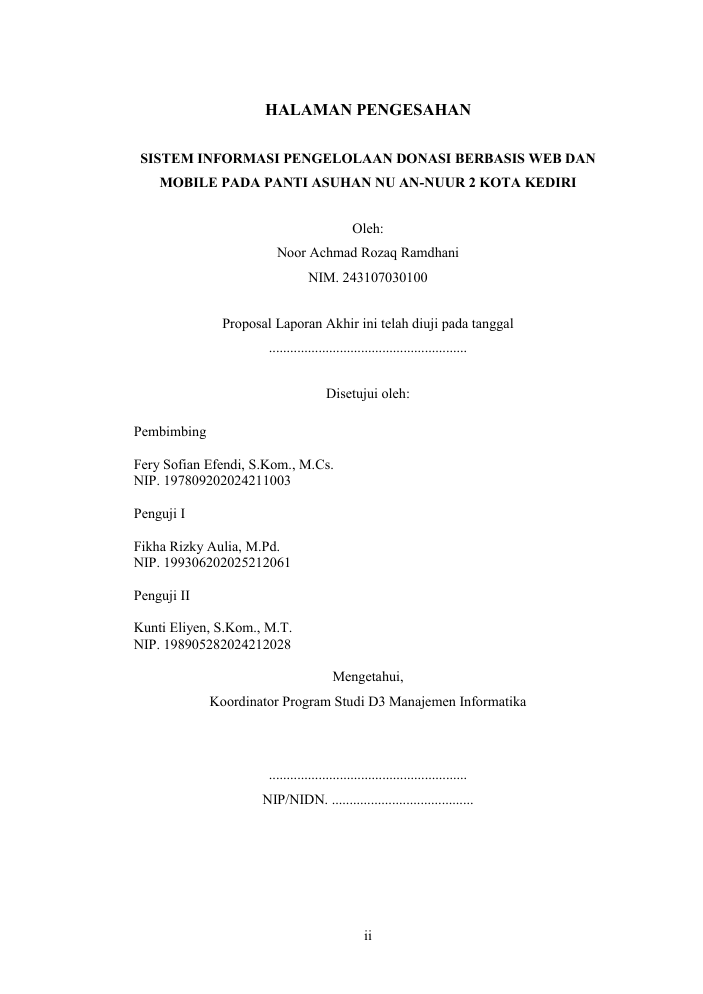 HALAMAN PENGESAHAN
SISTEM INFORMASI PENGELOLAAN DONASI BERBASIS WEB DAN
MOBILE PADA PANTI ASUHAN NU AN-NUUR 2 KOTA KEDIRI
Oleh:
Noor Achmad Rozaq Ramdhani
NIM. 243107030100
Proposal Laporan Akhir ini telah diuji pada tanggal
........................................................
Disetujui oleh:
Pembimbing
Fery Sofian Efendi, S.Kom., M.Cs.
NIP. 197809202024211003
Penguji I
Fikha Rizky Aulia, M.Pd.
NIP. 199306202025212061
Penguji II
Kunti Eliyen, S.Kom., M.T.
NIP. 198905282024212028
Mengetahui,
Koordinator Program Studi D3 Manajemen Informatika
........................................................
NIP/NIDN. ........................................
ii